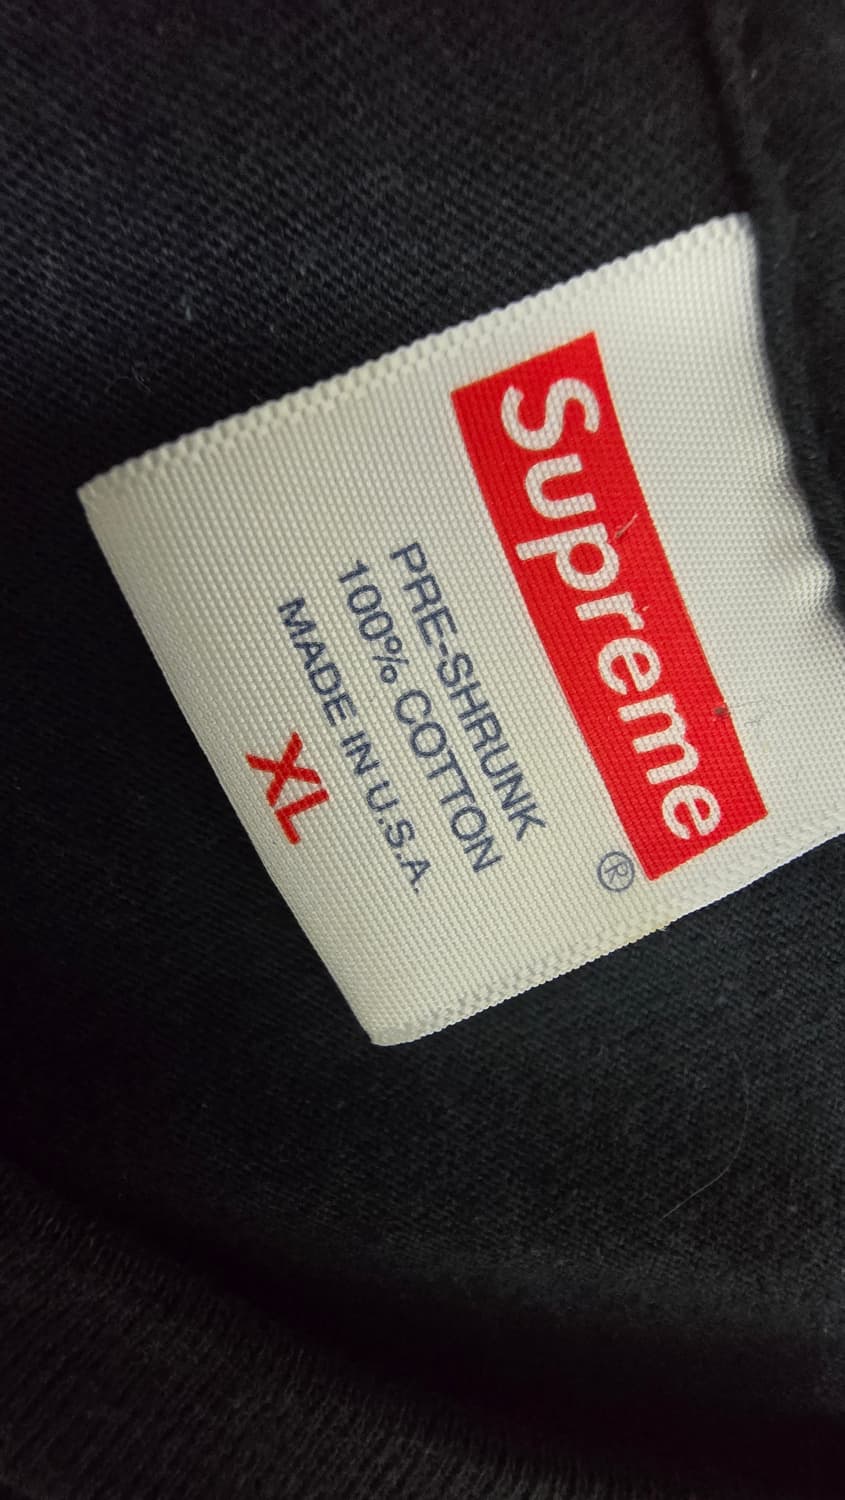 Supreme
®
PRE-SHRUNK
100% COTTON
MADE IN U.S.A.
XL